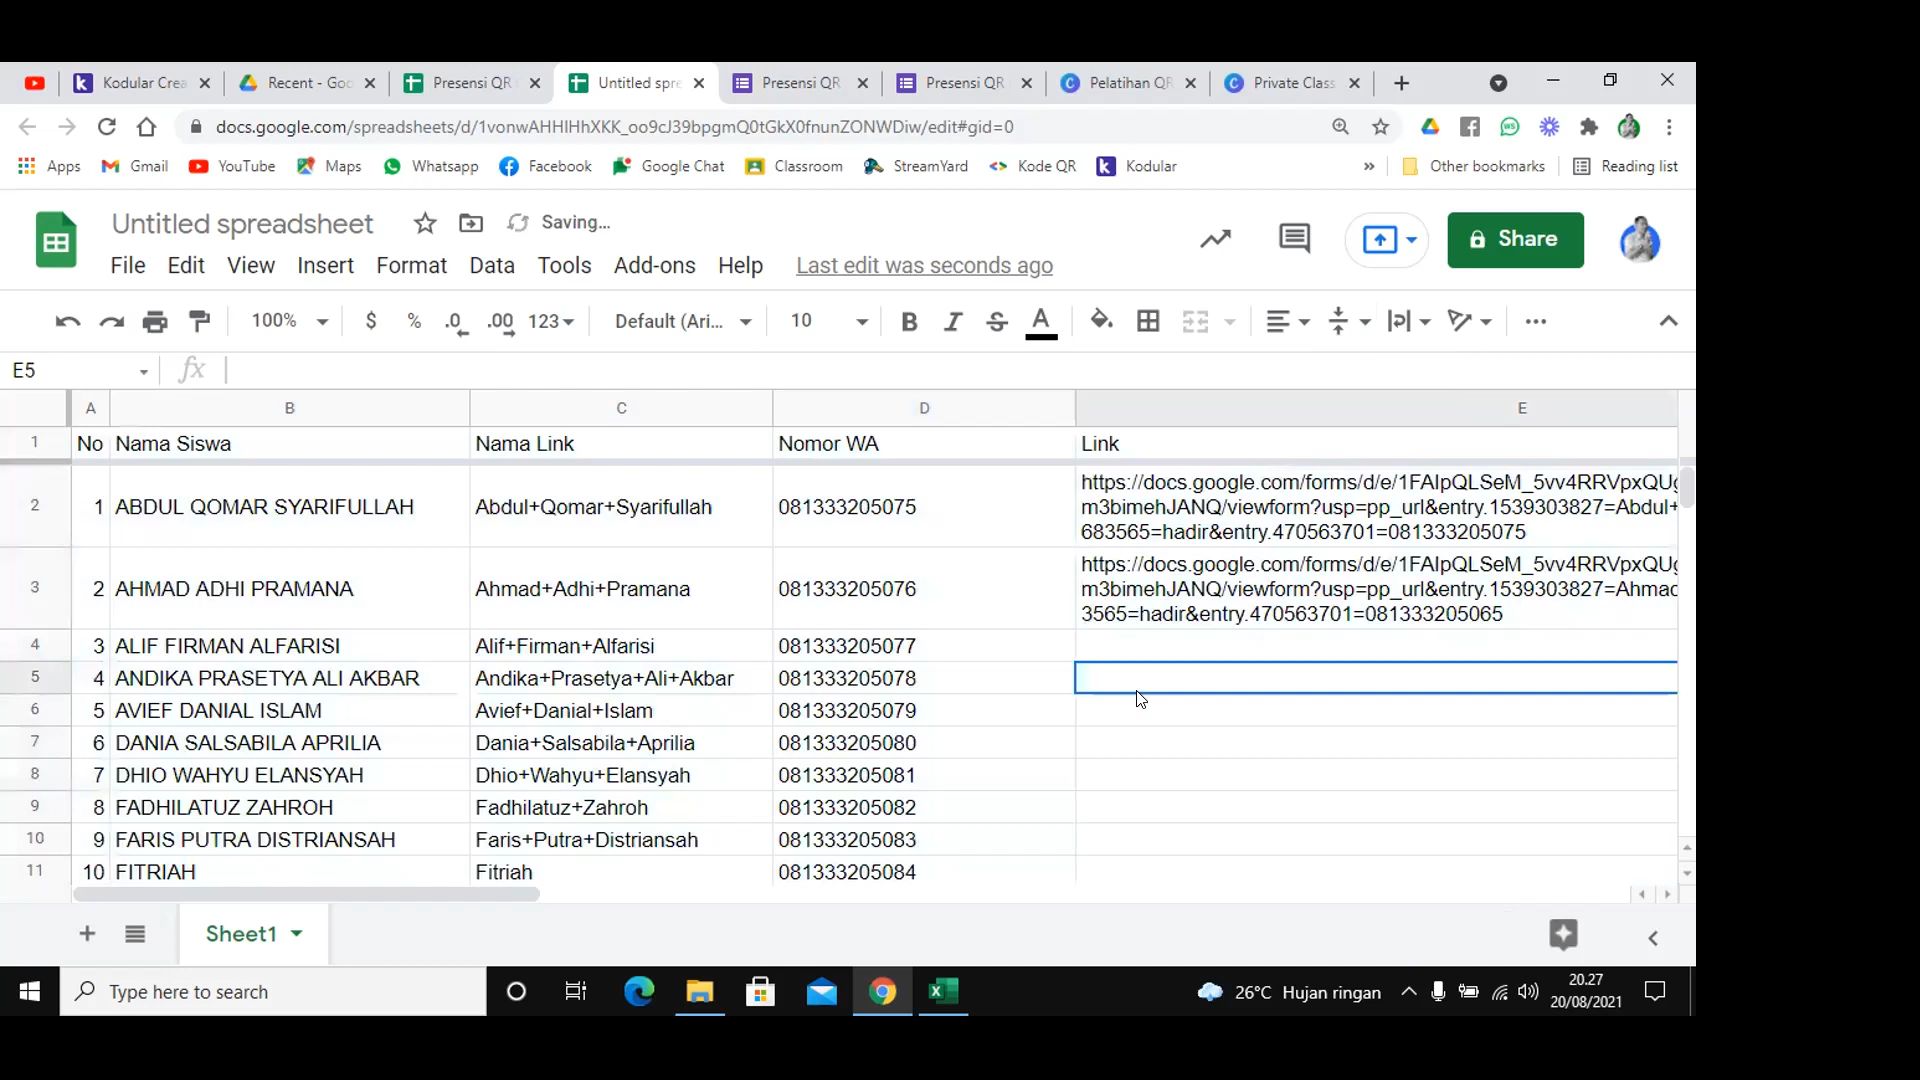 Kodular Crea
Recent - Goo
Presensi QR
Untitled spre
Presensi QR
Presensi QR
Pelatihan QR
Private Class
docs.google.com/spreadsheets/d/1vonwAHHIHhXKK_oo9cJ39bpgmQ0tGkX0fnunZONWDiw/edit#gid=0
Apps
Gmail
YouTube
Maps
Whatsapp
Facebook
Google Chat
Classroom
StreamYard
Kode QR
Kodular
»
Other bookmarks
Reading list
Untitled spreadsheet
Saving...
Share
File Edit View Insert Format Data Tools Add-ons Help Last edit was seconds ago
100% $ % .0 .00 123 Default (Ari... 10 B I S A
E5 fx
A B C D E
1 No Nama Siswa Nama Link Nomor WA Link
2 1 ABDUL QOMAR SYARIFULLAH Abdul+Qomar+Syarifullah 081333205075
https://docs.google.com/forms/d/e/1FAIpQLSeM_5vv4RRVpxQUg
m3bimehJANQ/viewform?usp=pp_url&entry.1539303827=Abdul+
683565=hadir&entry.470563701=081333205075
3 2 AHMAD ADHI PRAMANA Ahmad+Adhi+Pramana 081333205076
https://docs.google.com/forms/d/e/1FAIpQLSeM_5vv4RRVpxQUg
m3bimehJANQ/viewform?usp=pp_url&entry.1539303827=Ahmad
3565=hadir&entry.470563701=081333205065
4 3 ALIF FIRMAN ALFARISI Alif+Firman+Alfarisi 081333205077
5 4 ANDIKA PRASETYA ALI AKBAR Andika+Prasetya+Ali+Akbar 081333205078
6 5 AVIEF DANIAL ISLAM Avief+Danial+Islam 081333205079
7 6 DANIA SALSABILA APRILIA Dania+Salsabila+Aprilia 081333205080
8 7 DHIO WAHYU ELANSYAH Dhio+Wahyu+Elansyah 081333205081
9 8 FADHILATUZ ZAHROH Fadhilatuz+Zahroh 081333205082
10 9 FARIS PUTRA DISTRIANSAH Faris+Putra+Distriansah 081333205083
11 10 FITRIAH Fitriah 081333205084
Sheet1
Type here to search
26°C Hujan ringan
20.27
20/08/2021